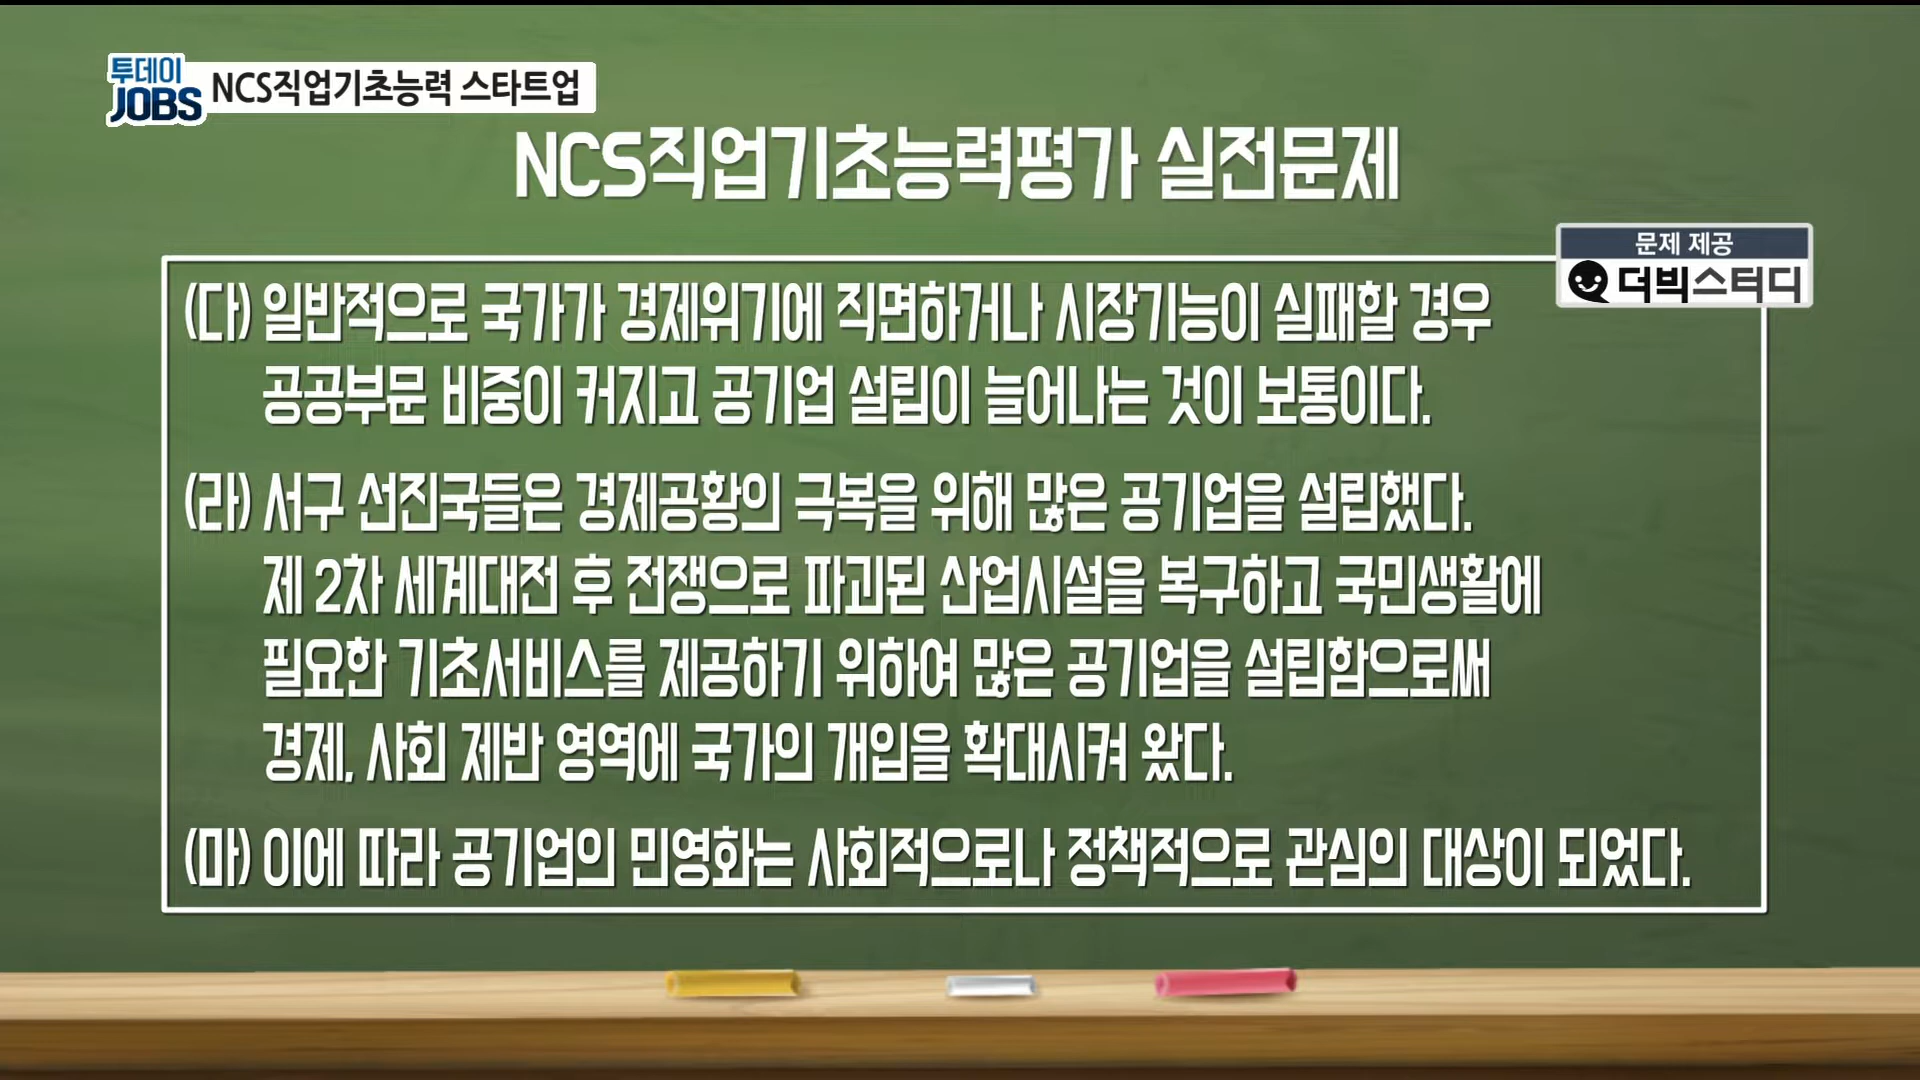 투데이
JOBS
NCS직업기초능력 스타트업
NCS직업기초능력평가 실전문제
문제 제공
더빅스터디
(다) 일반적으로 국가가 경제위기에 직면하거나 시장기능이 실패할 경우
공공부문 비중이 커지고 공기업 설립이 늘어나는 것이 보통이다.
(라) 서구 선진국들은 경제공황의 극복을 위해 많은 공기업을 설립했다.
제 2차 세계대전 후 전쟁으로 파괴된 산업시설을 복구하고 국민생활에
필요한 기초서비스를 제공하기 위하여 많은 공기업을 설립함으로써
경제, 사회 제반 영역에 국가의 개입을 확대시켜 왔다.
(마) 이에 따라 공기업의 민영화는 사회적으로나 정책적으로 관심의 대상이 되었다.